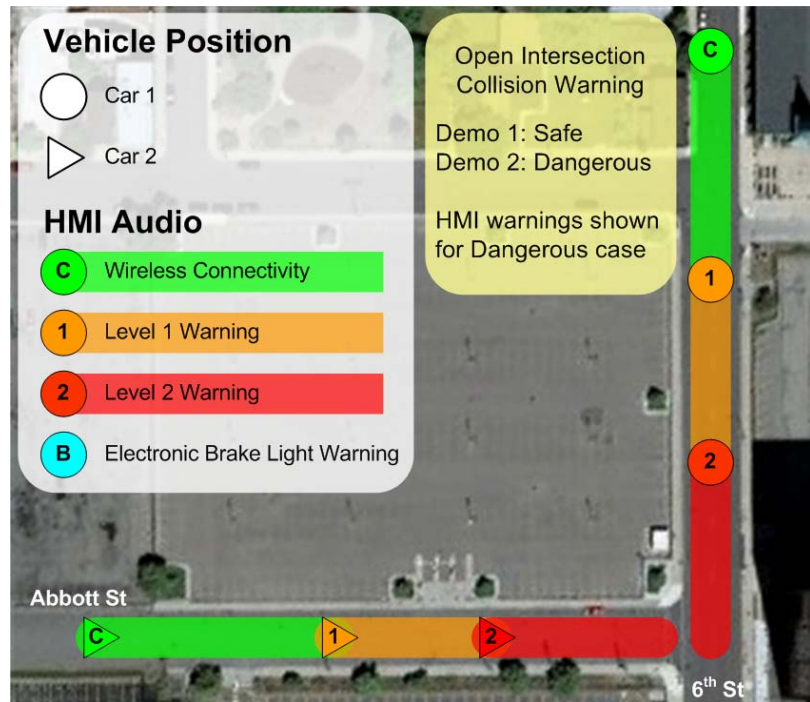 Vehicle Position
Car 1
Car 2
HMI Audio
C Wireless Connectivity
1 Level 1 Warning
2 Level 2 Warning
B Electronic Brake Light Warning
Open Intersection
Collision Warning
Demo 1: Safe
Demo 2: Dangerous
HMI warnings shown
for Dangerous case
C
1
2
Abbott St
C 1 2
6th St